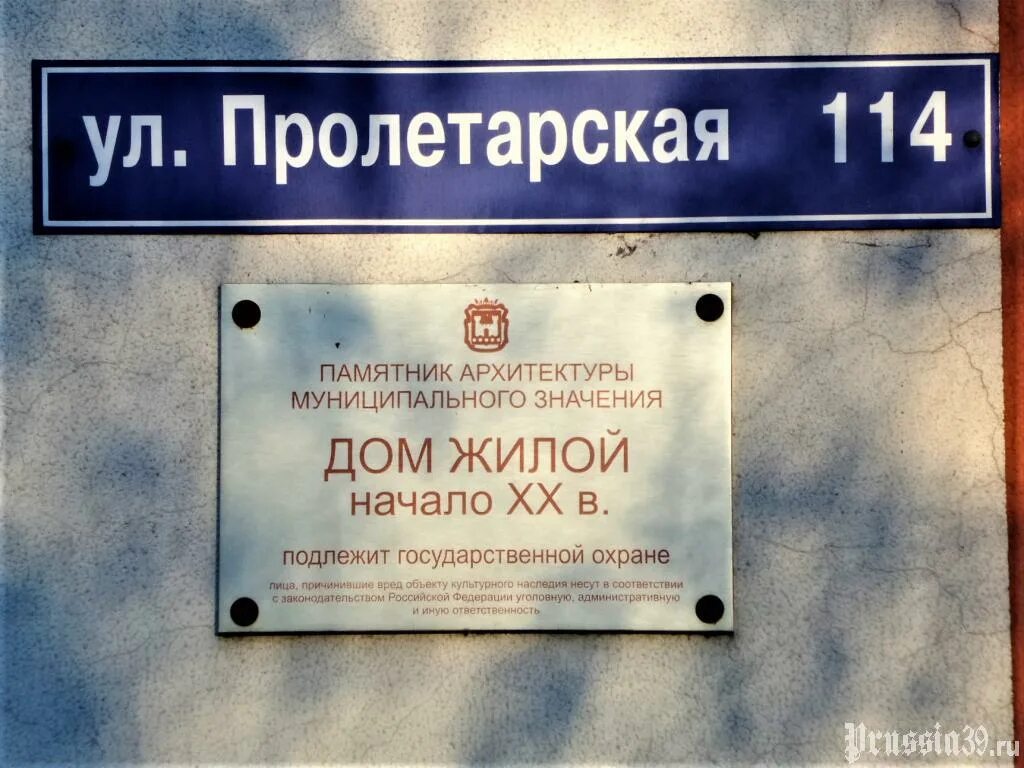 ул. Пролетарская 114
ПАМЯТНИК АРХИТЕКТУРЫ
МУНИЦИПАЛЬНОГО ЗНАЧЕНИЯ
ДОМ ЖИЛОЙ
начало XX в.
подлежит государственной охране
лица, причинившие вред объекту культурного наследия несут в соответствии
с законодательством Российской Федерации уголовную, административную
и иную ответственность
Prussia39.ru